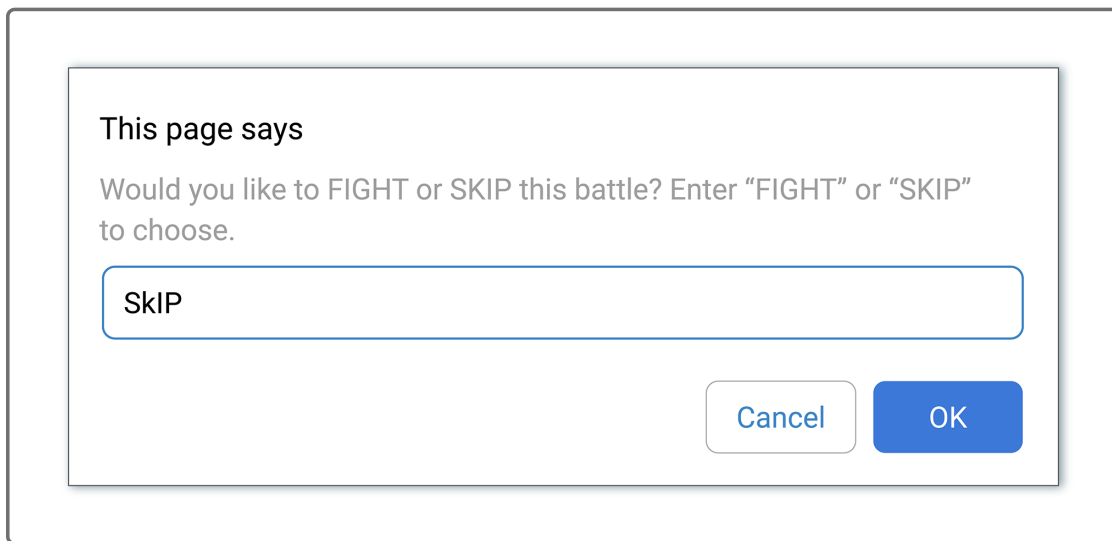 This page says
Would you like to FIGHT or SKIP this battle? Enter “FIGHT” or “SKIP”
to choose.
SkIP
Cancel OK